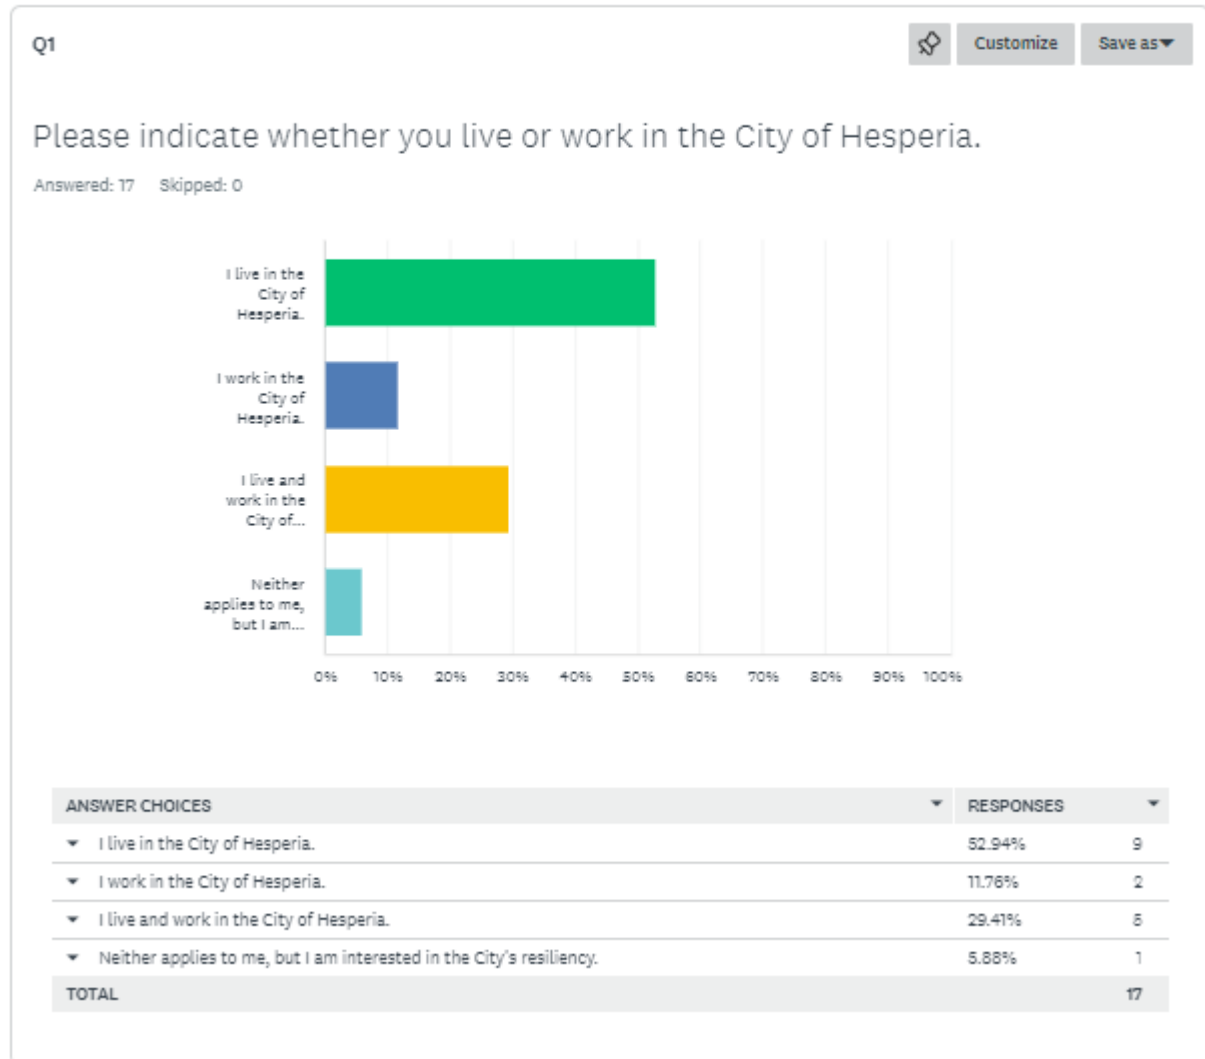 Q1
Customize
Save as
Please indicate whether you live or work in the City of Hesperia.
Answered: 17 Skipped: 0
I live in the
City of
Hesperia.
I work in the
City of
Hesperia.
I live and
work in the
City of...
Neither
applies to me,
but I am...
0% 10% 20% 30% 40% 50% 60% 70% 80% 90% 100%
ANSWER CHOICES RESPONSES
I live in the City of Hesperia. 52.94% 9
I work in the City of Hesperia. 11.76% 2
I live and work in the City of Hesperia. 29.41% 5
Neither applies to me, but I am interested in the City's resiliency. 5.88% 1
TOTAL 17